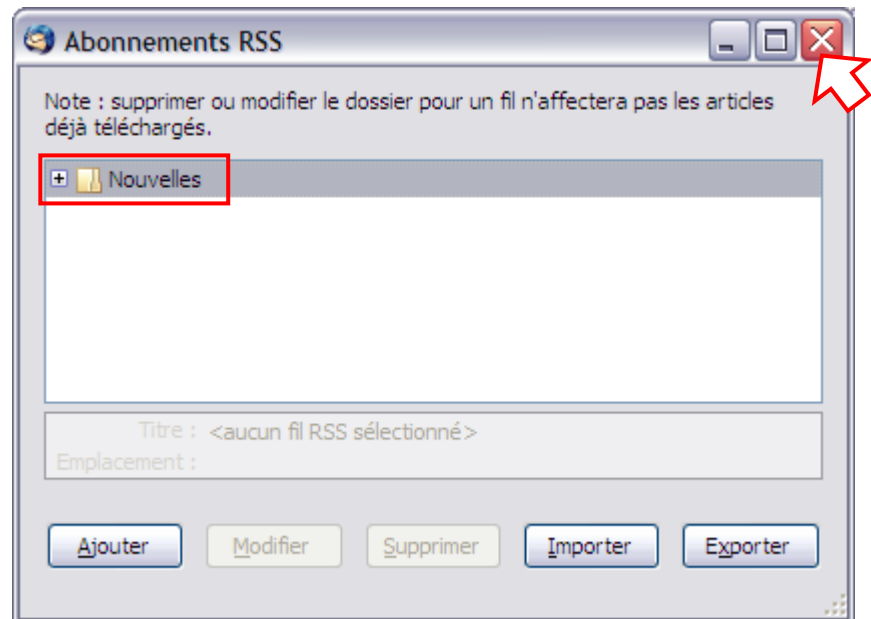 Abonnements RSS
Note : supprimer ou modifier le dossier pour un fil n'affectera pas les articles
déjà téléchargés.
Nouvelles
Titre : <aucun fil RSS sélectionné>
Emplacement :
Ajouter Modifier Supprimer Importer Exporter